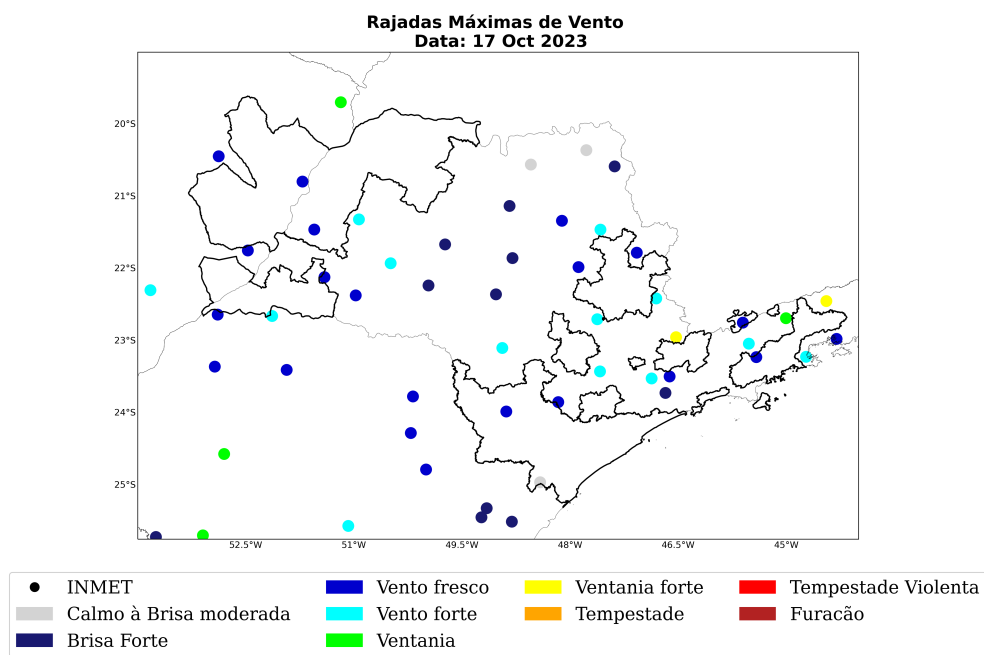 Rajadas Máximas de Vento
Data: 17 Oct 2023
20°S
21°S
22°S
23°S
24°S
25°S
52.5°W
51°W
49.5°W
48°W
46.5°W
45°W
INMET
Calmo à Brisa moderada
Brisa Forte
Vento fresco
Vento forte
Ventania
Ventania forte
Tempestade
Tempestade Violenta
Furacão